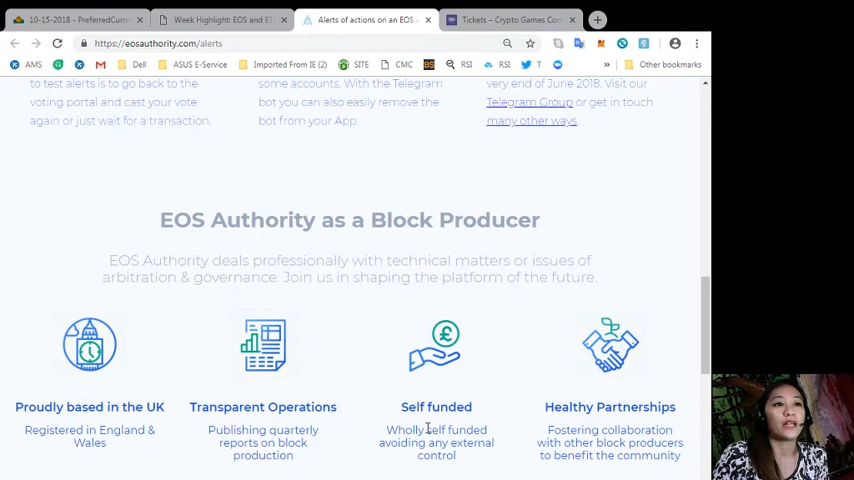 10-15-2018 - PreferredCurr
Week Highlight: EOS and ET
Alerts of actions on an EOS
Tickets – Crypto Games Con
https://eosauthority.com/alerts
AMS
Dell
ASUS E-Service
Imported From IE (2)
SITE
CMC
BS
RSI
RSI
T
Other bookmarks
to test alerts is to go back to the
voting portal and cast your vote
again or just wait for a transaction.
some accounts. With the Telegram
bot you can also easily remove the
bot from your App.
very end of June 2018. Visit our
Telegram Group or get in touch
many other ways.
EOS Authority as a Block Producer
EOS Authority deals professionally with technical matters or issues of
arbitration & governance. Join us in shaping the platform of the future.
Proudly based in the UK
Registered in England &
Wales
Transparent Operations
Publishing quarterly
reports on block
production
Self funded
Wholly self funded
avoiding any external
control
Healthy Partnerships
Fostering collaboration
with other block producers
to benefit the community